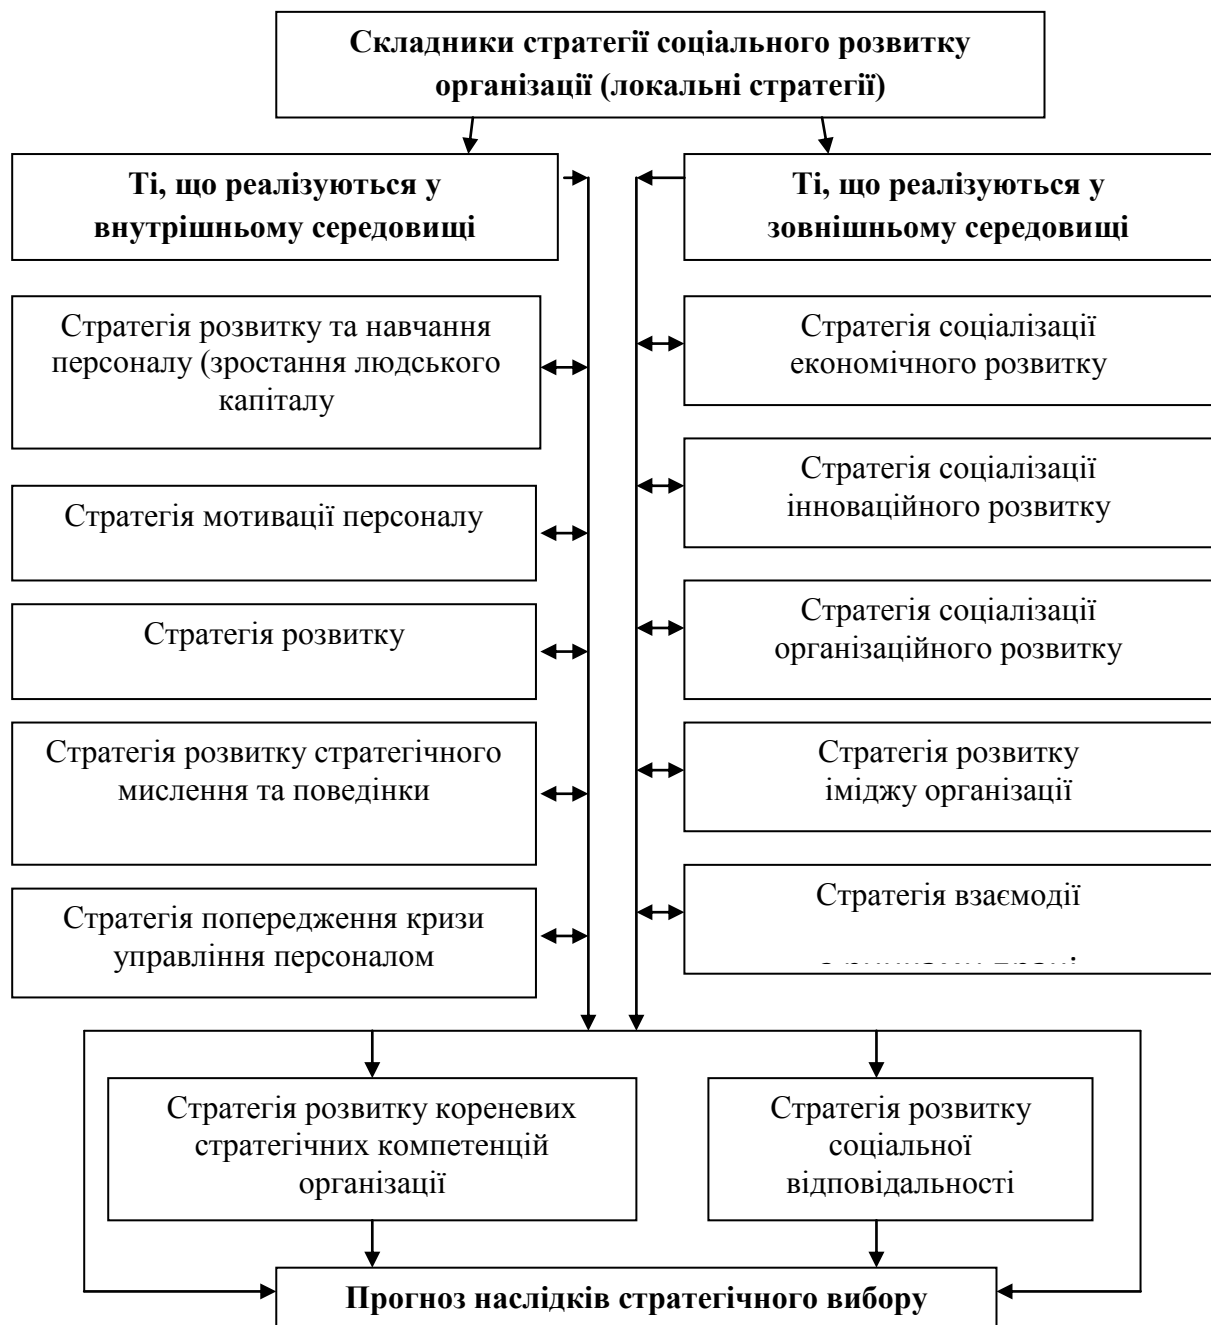 Складники стратегії соціального розвитку
організації (локальні стратегії)
Ті, що реалізуються у
внутрішньому середовищі
Ті, що реалізуються у
зовнішньому середовищі
Стратегія розвитку та навчання
персоналу (зростання людського
капіталу
Стратегія мотивації персоналу
Стратегія розвитку
Стратегія розвитку стратегічного
мислення та поведінки
Стратегія попередження кризи
управління персоналом
Стратегія соціалізації
економічного розвитку
Стратегія соціалізації
інноваційного розвитку
Стратегія соціалізації
організаційного розвитку
Стратегія розвитку
іміджу організації
Стратегія взаємодії
Стратегія розвитку кореневих
стратегічних компетенцій
організації
Стратегія розвитку
соціальної
відповідальності
Прогноз наслідків стратегічного вибору